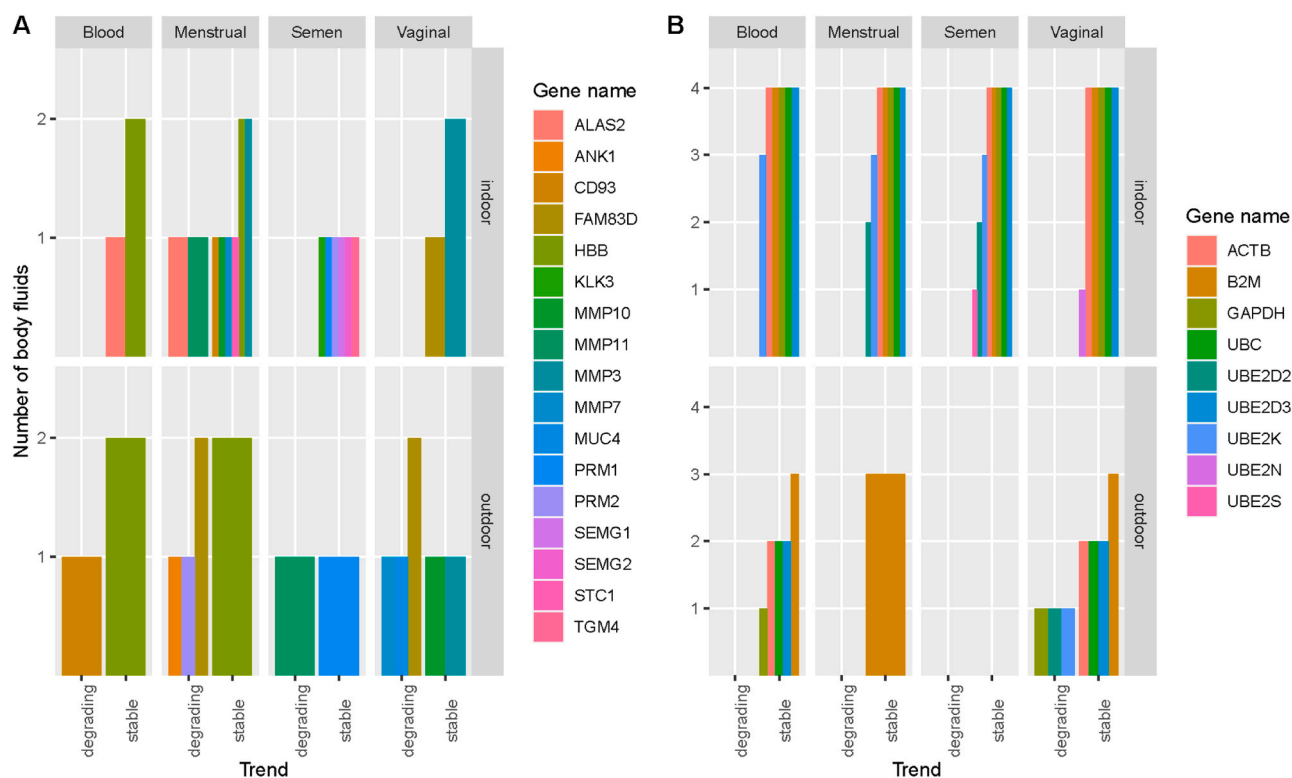 A
Blood
Menstrual
Semen
Vaginal
Number of body fluids
2
1
indoor
2
1
outdoor
degrading
stable
degrading
stable
degrading
stable
degrading
stable
Trend
Gene name
ALAS2
ANK1
CD93
FAM83D
HBB
KLK3
MMP10
MMP11
MMP3
MMP7
MUC4
PRM1
PRM2
SEMG1
SEMG2
STC1
TGM4
B
Blood
Menstrual
Semen
Vaginal
4
3
2
1
indoor
4
3
2
1
outdoor
degrading
stable
degrading
stable
degrading
stable
degrading
stable
Trend
Gene name
ACTB
B2M
GAPDH
UBC
UBE2D2
UBE2D3
UBE2K
UBE2N
UBE2S